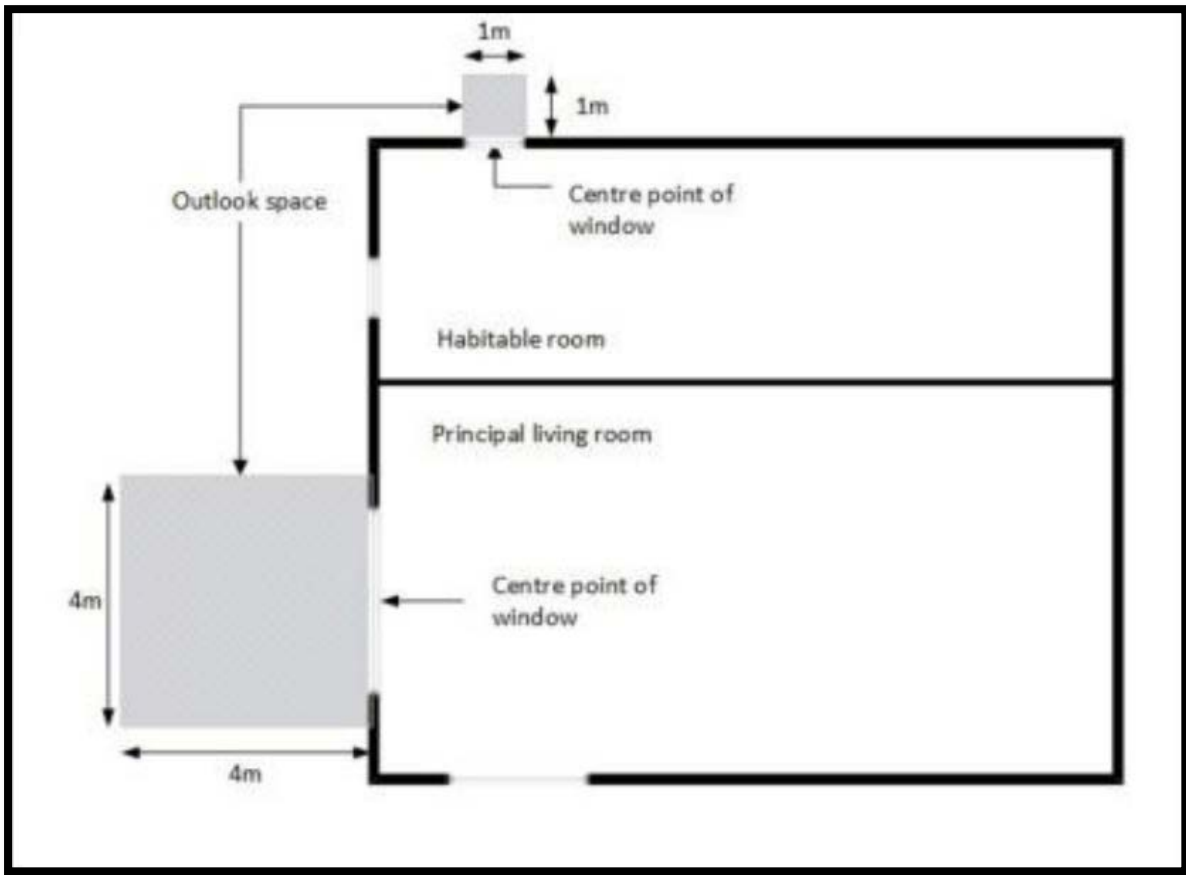 1m
1m
Outlook space
Centre point of
window
Habitable room
Principal living room
4m
Centre point of
window
4m